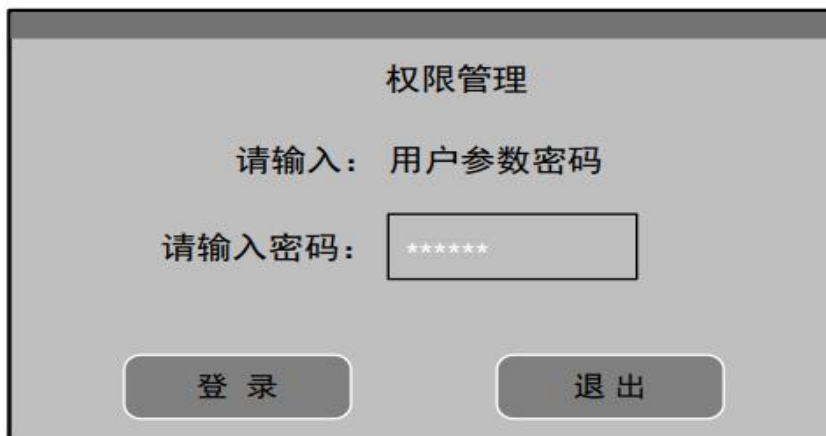 权限管理
请输入： 用户参数密码
请输入密码： ******
登 录 退 出